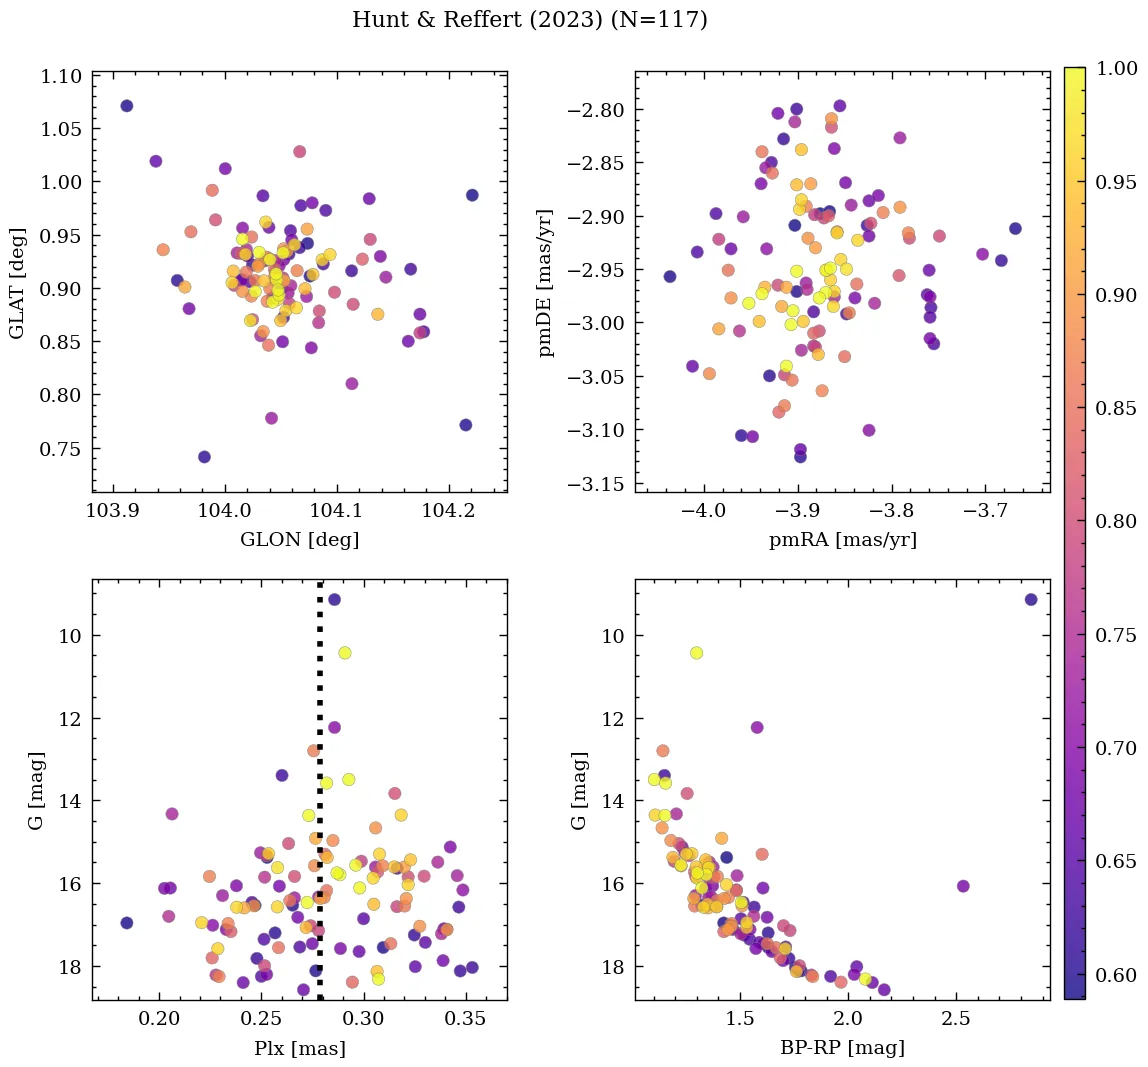 Hunt & Reffert (2023) (N=117)
1.10
1.05
1.00
0.95
0.90
0.85
0.80
0.75
GLAT [deg]
103.9 104.0 104.1 104.2
GLON [deg]
−2.80
−2.85
−2.90
−2.95
−3.00
−3.05
−3.10
−3.15
pmDE [mas/yr]
−4.0 −3.9 −3.8 −3.7
pmRA [mas/yr]
10
12
14
16
18
G [mag]
0.20 0.25 0.30 0.35
Plx [mas]
10
12
14
16
18
G [mag]
1.5 2.0 2.5
BP-RP [mag]
1.00
0.95
0.90
0.85
0.80
0.75
0.70
0.65
0.60